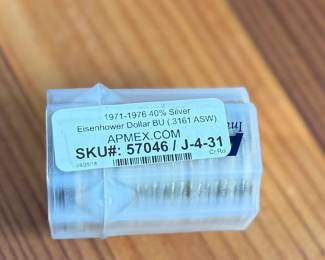 1971-1976 40% Silver
Eisenhower Dollar BU (.3161 ASW)
APMEX.COM
SKU#: 57046 / J-4-31